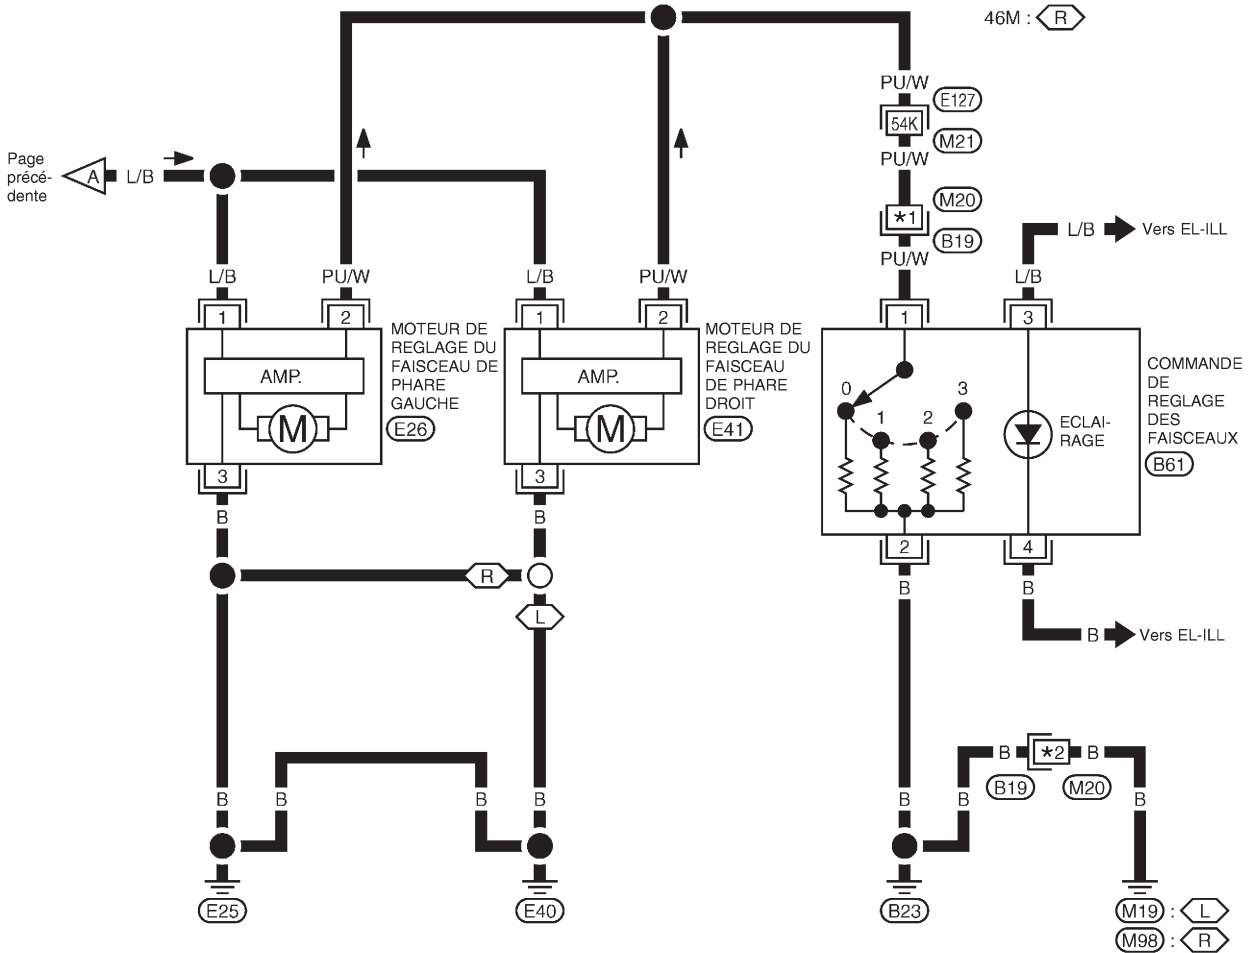 46M : R
PU/W
E127
54K
M21
PU/W
M20
*1
B19
PU/W
Page
précé-
dente
A
L/B
L/B
Vers EL-ILL
L/B
PU/W
L/B
PU/W
L/B
1
2
1
2
1
3
MOTEUR DE
REGLAGE DU
FAISCEAU DE
PHARE
GAUCHE
E26
AMP.
M
3
MOTEUR DE
REGLAGE DU
FAISCEAU
DE PHARE
DROIT
E41
AMP.
M
3
0
1
2
3
ECLAI-
RAGE
COMMANDE
DE
REGLAGE
DES
FAISCEAUX
B61
2
4
B
B
B
B
R
L
B
Vers EL-ILL
B
*2
B
B19
M20
B
B
B
B
B
B
B
E25
E40
B23
M19 : L
M98 : R